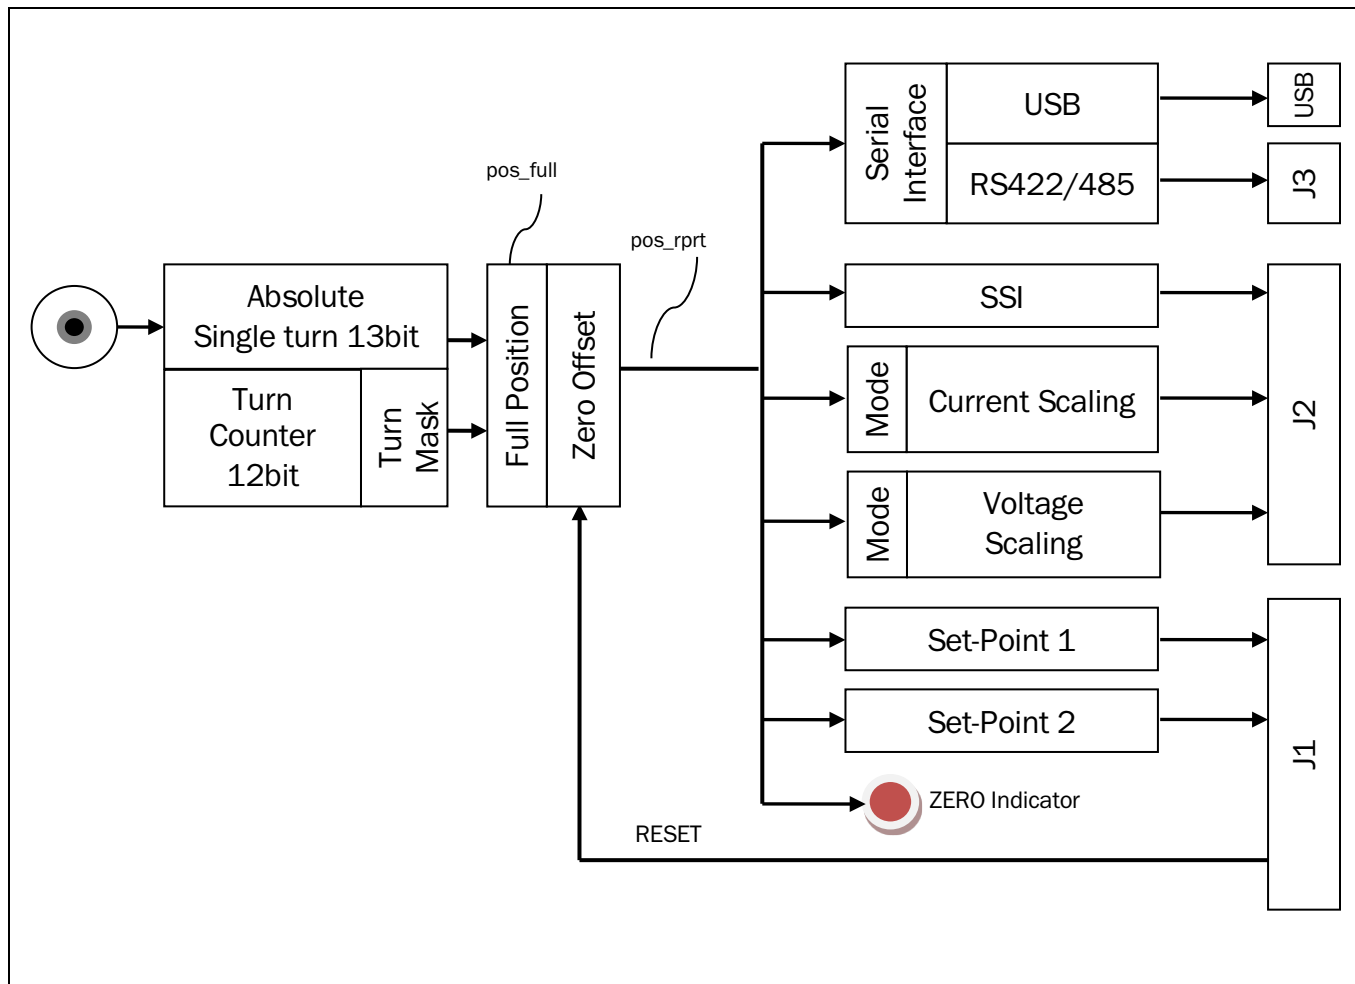 pos_full
pos_rprt
Absolute
Single turn 13bit
Turn
Counter
12bit
Turn
Mask
Full Position
Zero Offset
Serial
Interface
USB
RS422/485
USB
J3
SSI
Mode
Current Scaling
Mode
Voltage
Scaling
J2
Set-Point 1
Set-Point 2
J1
ZERO Indicator
RESET